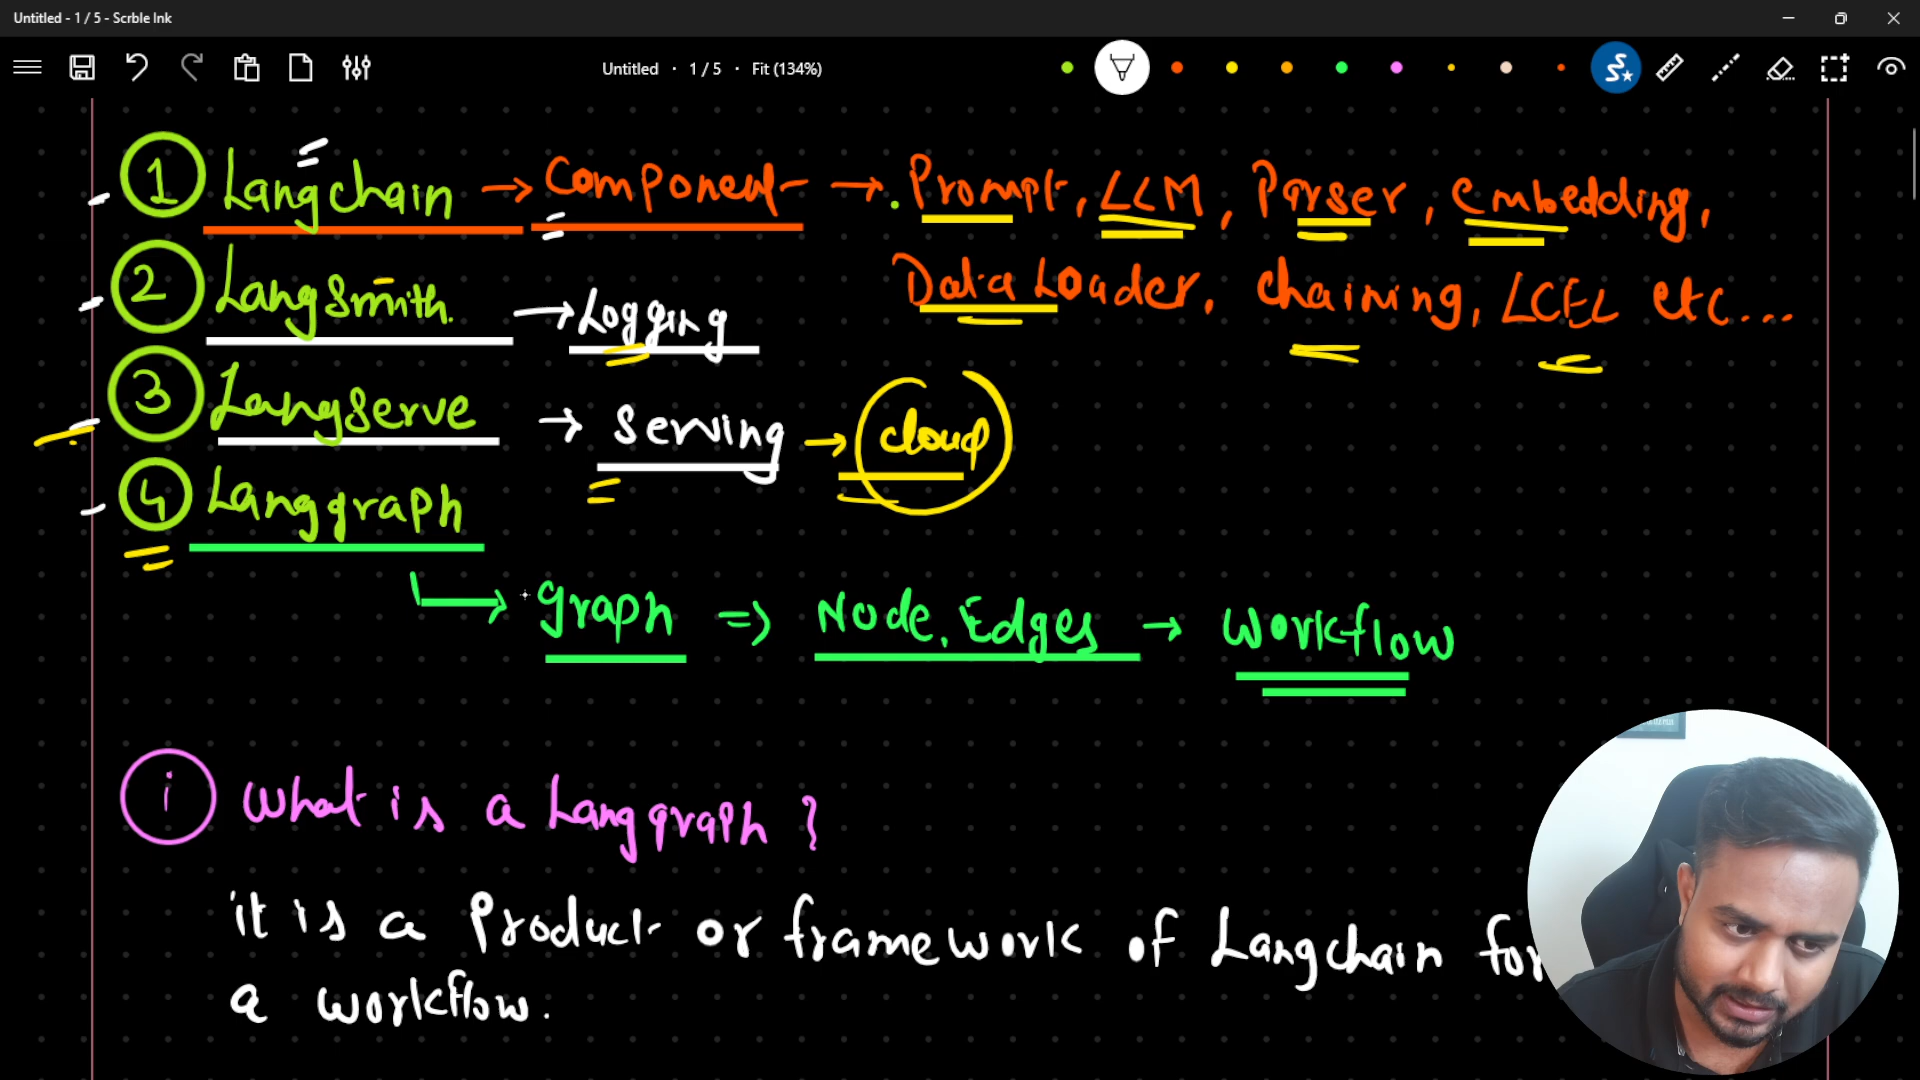 Untitled - 1 / 5 - Scrble Ink
Untitled · 1 / 5 · Fit (134%)
1 Langchain → Component → . Prompt, LLM, Parser, Embedding,
Data Loader, chaining, LCEL etc...
2 Langsmith. → Logging
3 Langserve → Serving → cloud
4 Langgraph
→ graph => Node, Edges → Workflow
i What is a Langgraph ?
it is a Product or framework of Langchain for
a workflow.